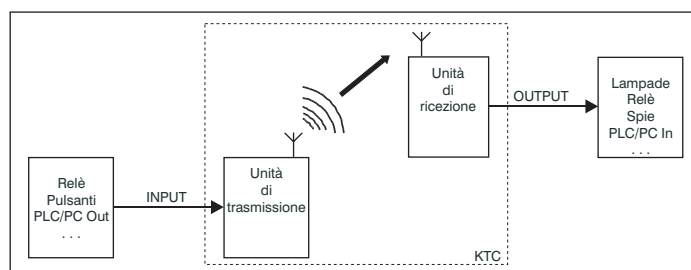 Relè
Pulsanti
PLC/PC Out
. . .
INPUT
Unità
di
trasmissione
Unità
di
ricezione
OUTPUT
Lampade
Relè
Spie
PLC/PC In
. . .
KTC